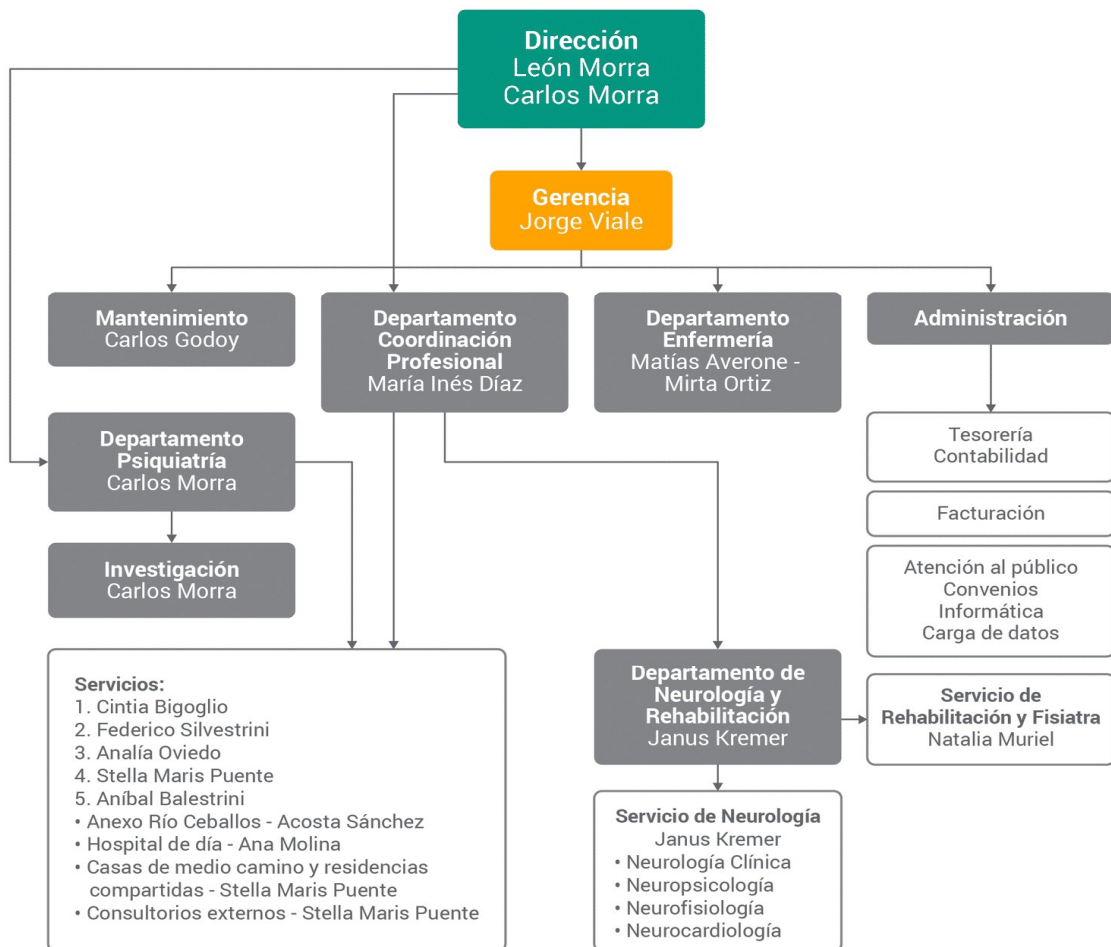 Dirección
León Morra
Carlos Morra
Gerencia
Jorge Viale
Mantenimiento
Carlos Godoy
Departamento
Coordinación
Profesional
María Inés Díaz
Departamento
Enfermería
Matías Averone -
Mirta Ortiz
Administración
Tesorería
Contabilidad
Facturación
Atención al público
Convenios
Informática
Carga de datos
Departamento
Psiquiatría
Carlos Morra
Investigación
Carlos Morra
Servicios:
1. Cintia Bigoglio
2. Federico Silvestrini
3. Analía Oviedo
4. Stella Maris Puente
5. Aníbal Balestrini
• Anexo Río Ceballos - Acosta Sánchez
• Hospital de día - Ana Molina
• Casas de medio camino y residencias
compartidas - Stella Maris Puente
• Consultorios externos - Stella Maris Puente
Departamento de
Neurología y
Rehabilitación
Janus Kremer
Servicio de
Rehabilitación y Fisiatra
Natalia Muriel
Servicio de Neurología
Janus Kremer
• Neurología Clínica
• Neuropsicología
• Neurofisiología
• Neurocardiología